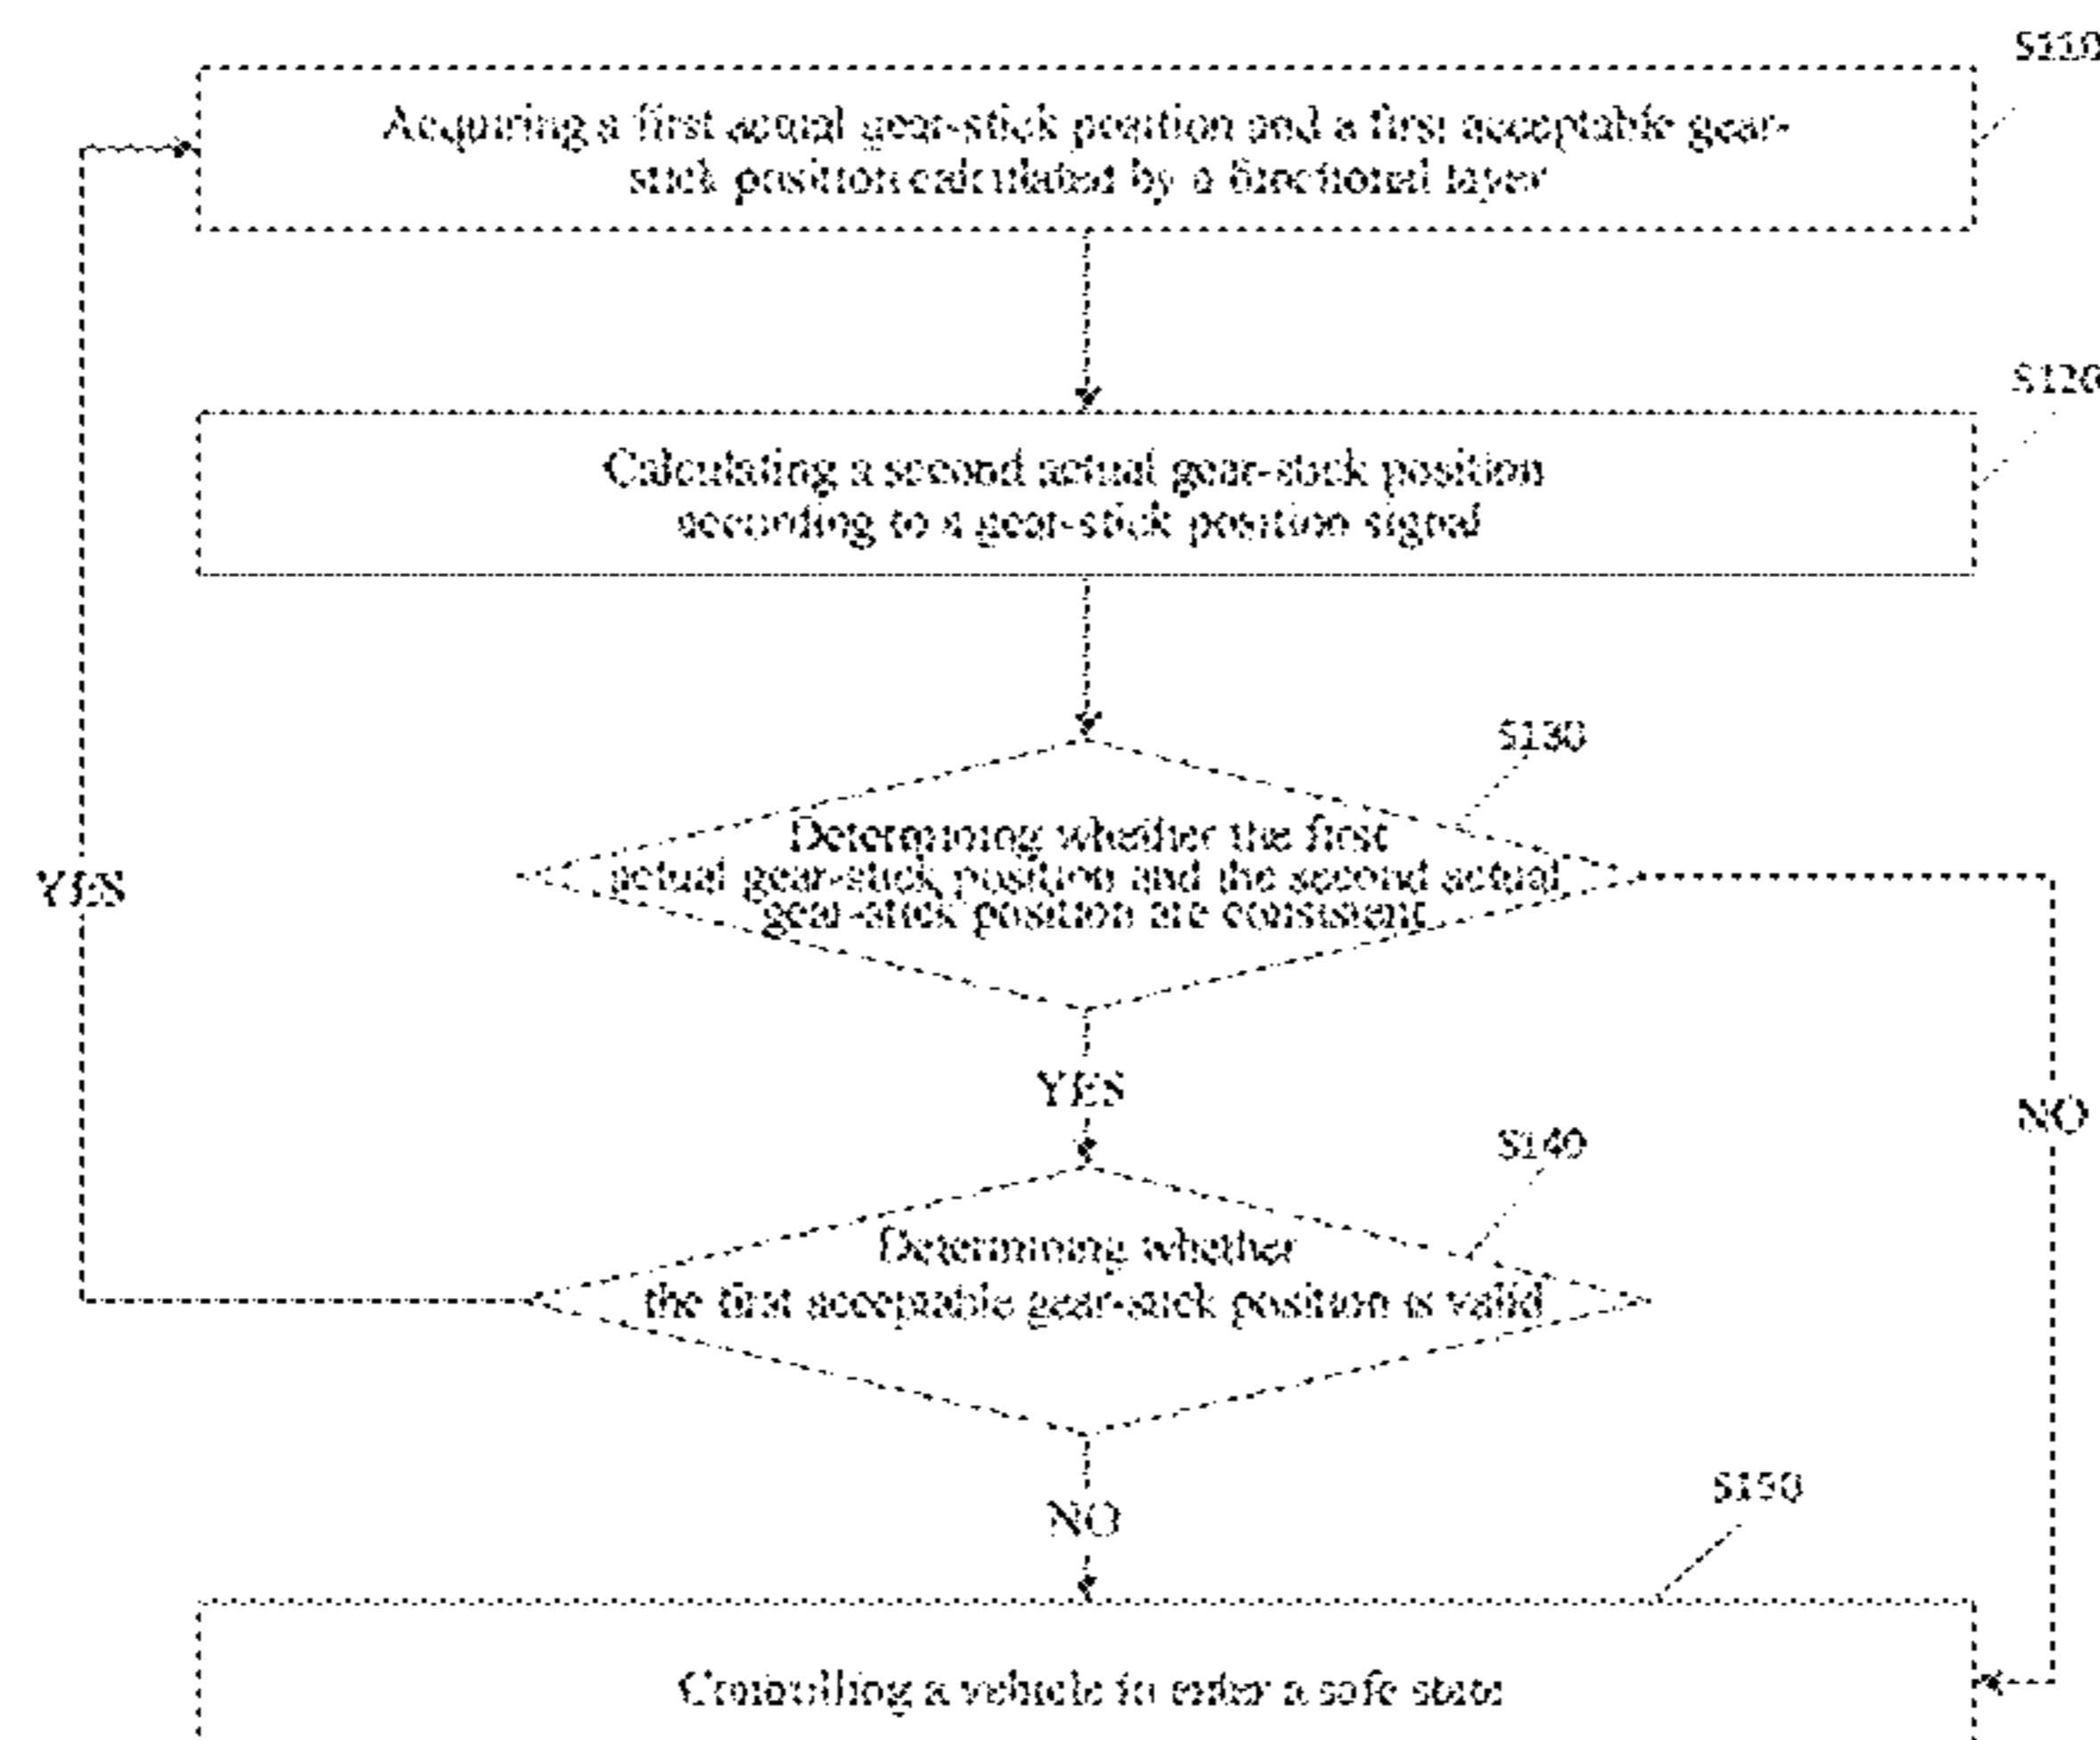 S110
Acquiring a first actual gear-stick position and a first acceptable gear-
stick position calculated by a functional layer
S120
Calculating a second actual gear-stick position
according to a gear-stick position signal
S130
Determining whether the first
actual gear-stick position and the second actual
gear-stick position are consistent
YES
YES
NO
S140
Determining whether
the first acceptable gear-stick position is valid
NO
S150
Controlling a vehicle to enter a safe state